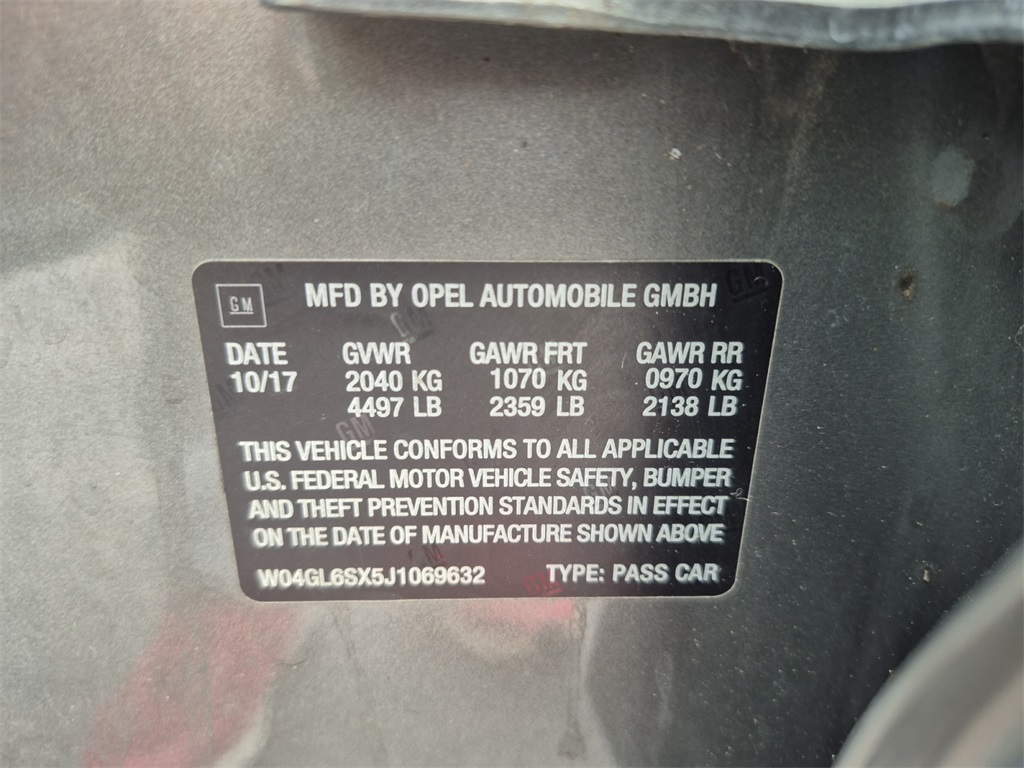 GM MFD BY OPEL AUTOMOBILE GMBH
DATE GVWR GAWR FRT GAWR RR
10/17 2040 KG 1070 KG 0970 KG
4497 LB 2359 LB 2138 LB
THIS VEHICLE CONFORMS TO ALL APPLICABLE
U.S. FEDERAL MOTOR VEHICLE SAFETY, BUMPER
AND THEFT PREVENTION STANDARDS IN EFFECT
ON THE DATE OF MANUFACTURE SHOWN ABOVE
W04GL6SX5J1069632 TYPE: PASS CAR